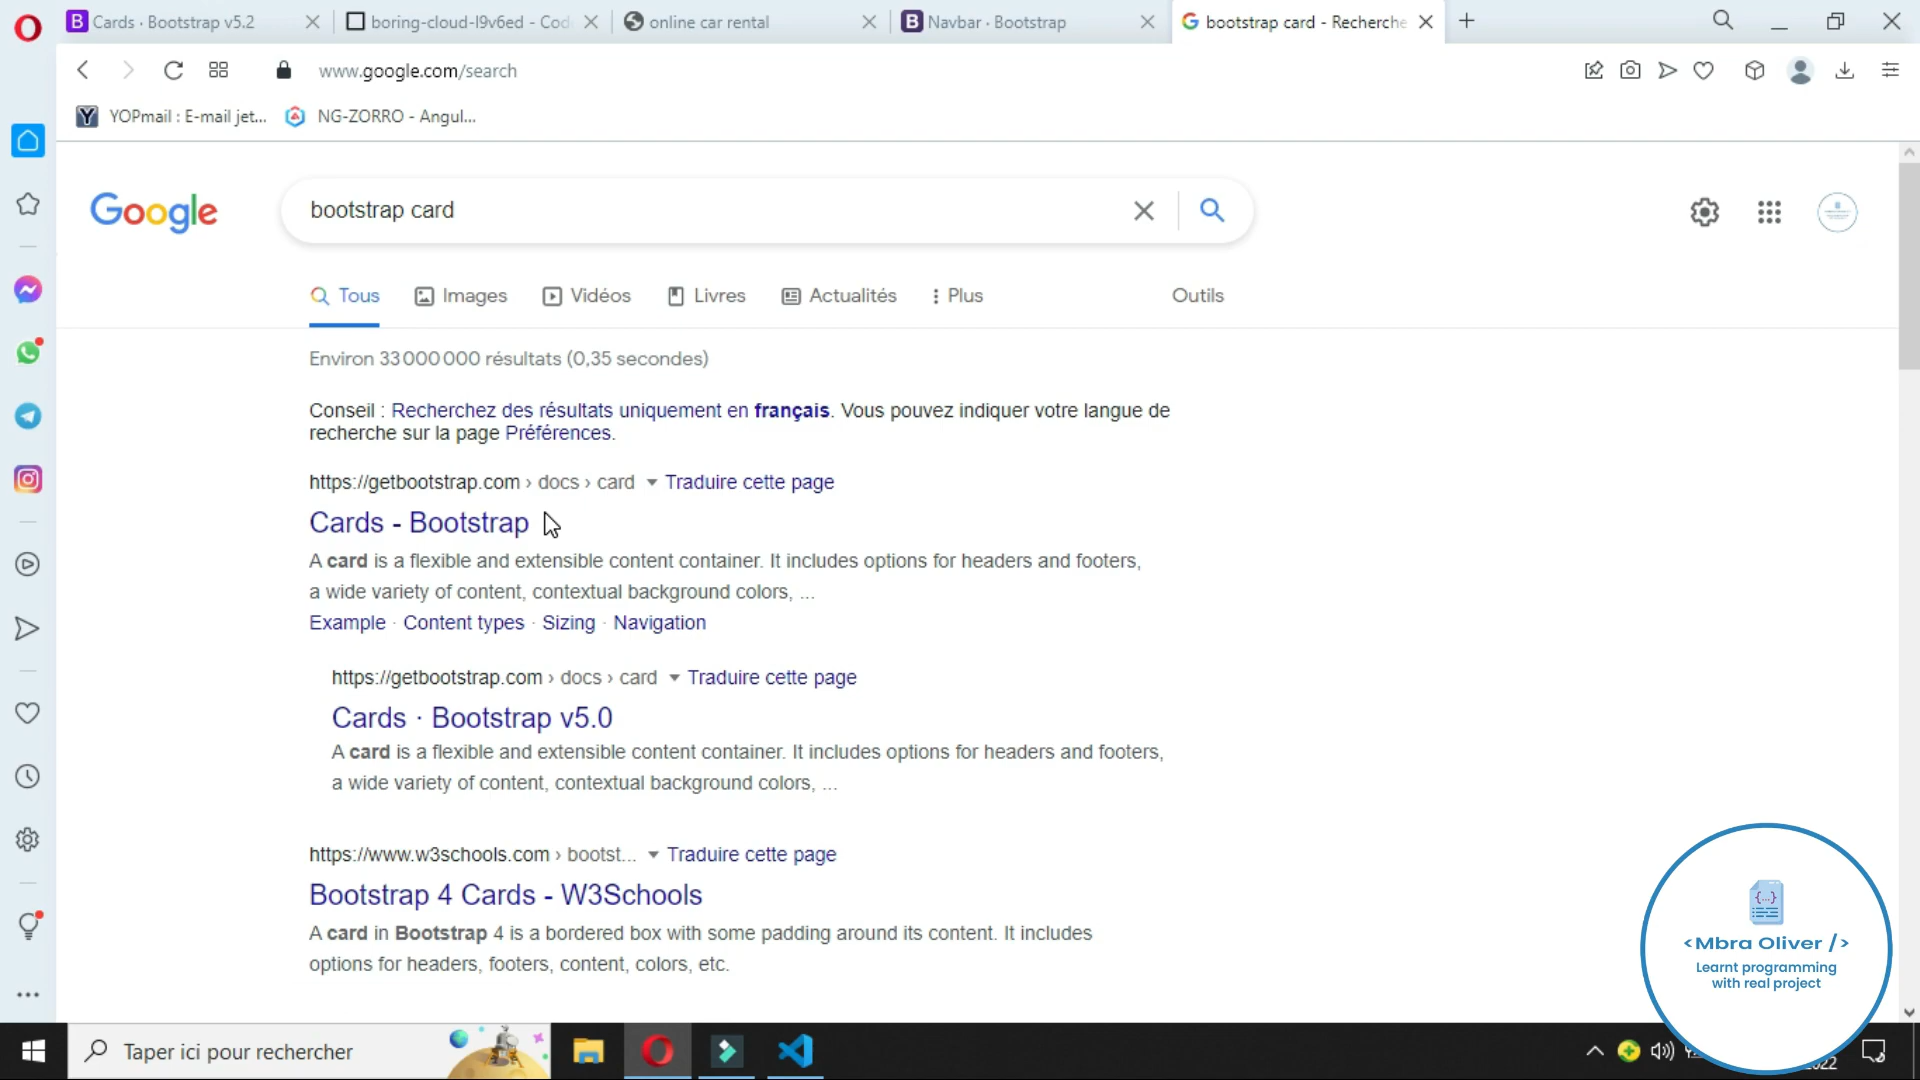 Cards · Bootstrap v5.2
boring-cloud-l9v6ed - Cod
online car rental
Navbar · Bootstrap
bootstrap card - Recherche
www.google.com/search
YOPmail : E-mail jet...
NG-ZORRO - Angul...
Google
bootstrap card
Tous
Images
Vidéos
Livres
Actualités
Plus
Outils
Environ 33 000 000 résultats (0,35 secondes)
Conseil : Recherchez des résultats uniquement en français. Vous pouvez indiquer votre langue de
recherche sur la page Préférences.
https://getbootstrap.com › docs › card Traduire cette page
Cards - Bootstrap
A card is a flexible and extensible content container. It includes options for headers and footers,
a wide variety of content, contextual background colors, ...
Example · Content types · Sizing · Navigation
https://getbootstrap.com › docs › card Traduire cette page
Cards · Bootstrap v5.0
A card is a flexible and extensible content container. It includes options for headers and footers,
a wide variety of content, contextual background colors, ...
https://www.w3schools.com › bootst... Traduire cette page
Bootstrap 4 Cards - W3Schools
A card in Bootstrap 4 is a bordered box with some padding around its content. It includes
options for headers, footers, content, colors, etc.
{...}
<Mbra Oliver />
Learnt programming
with real project
Taper ici pour rechercher